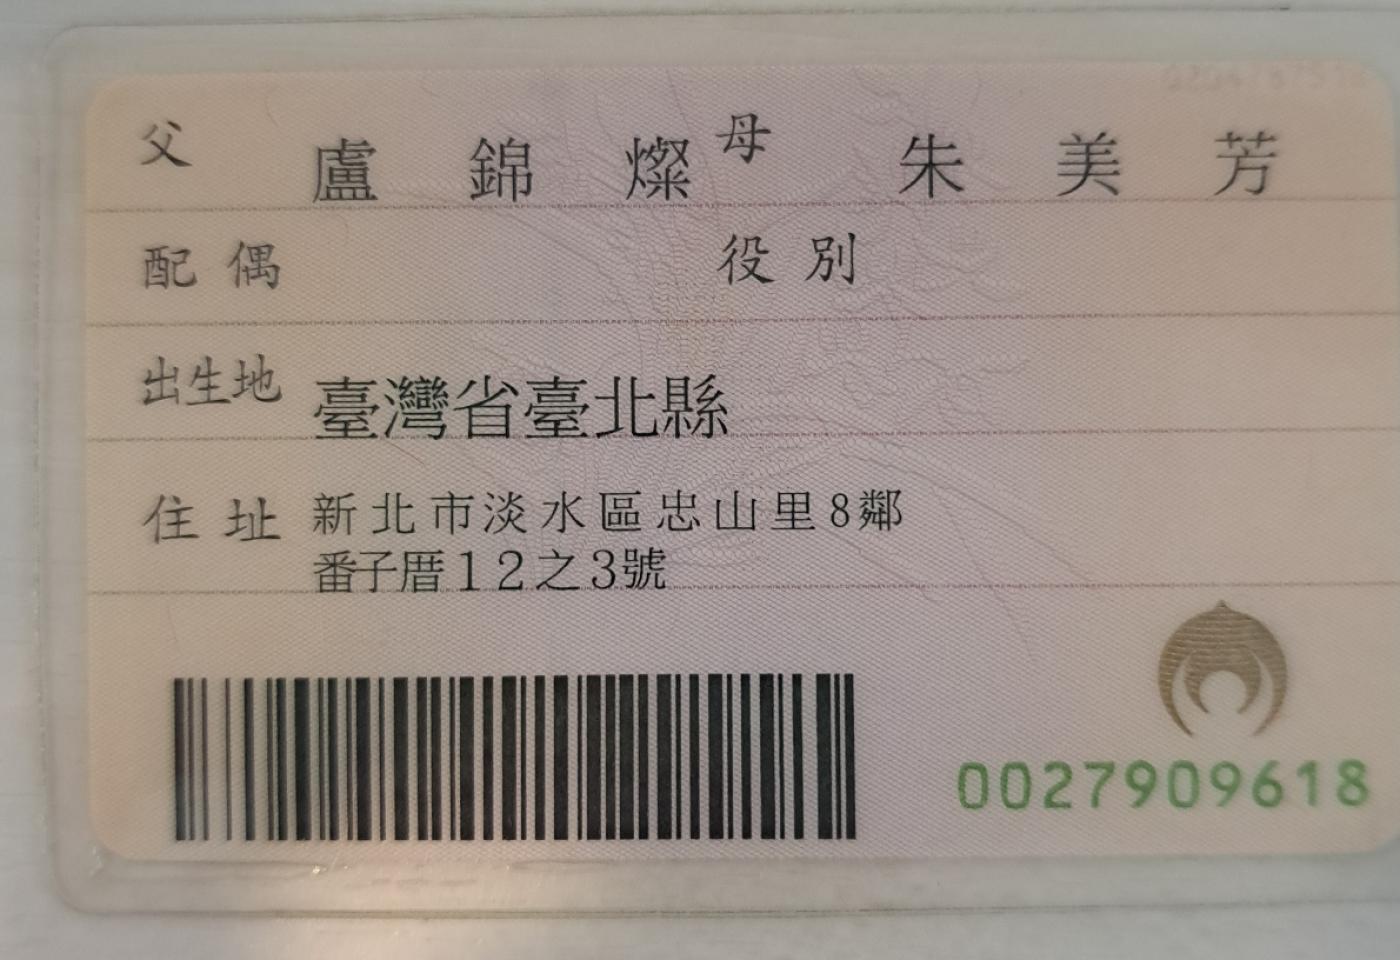 父 盧錦燦 母 朱美芳
配偶 役別
出生地 臺灣省臺北縣
住址 新北市淡水區忠山里8鄰
番子厝12之3號
0027909618